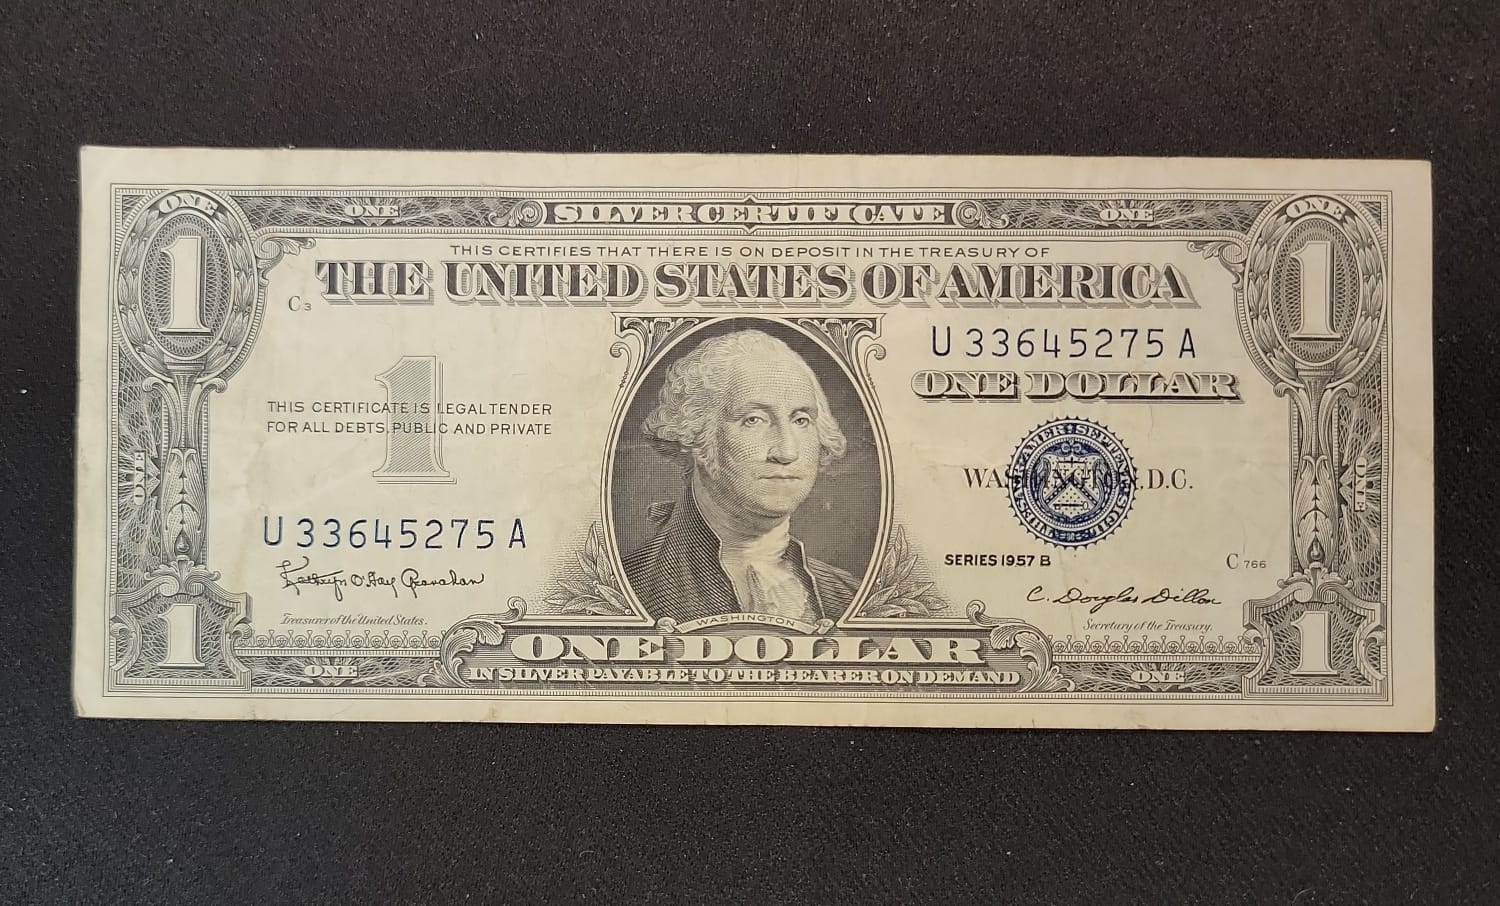 ONE ONE SILVER CERTIFICATE ONE ONE
1 1
THIS CERTIFIES THAT THERE IS ON DEPOSIT IN THE TREASURY OF
THE UNITED STATES OF AMERICA
C3
U 33645275 A
ONE DOLLAR
1
THIS CERTIFICATE IS LEGAL TENDER
FOR ALL DEBTS, PUBLIC AND PRIVATE
ONE ONE
WASHINGTON, D.C.
U 33645275 A
SERIES 1957 B
C 766
Kathryn O'Hay Granahan
C. Douglas Dillon
Treasurer of the United States.
Secretary of the Treasury.
WASHINGTON
1 1
ONE DOLLAR
ONE ONE
IN SILVER PAYABLE TO THE BEARER ON DEMAND